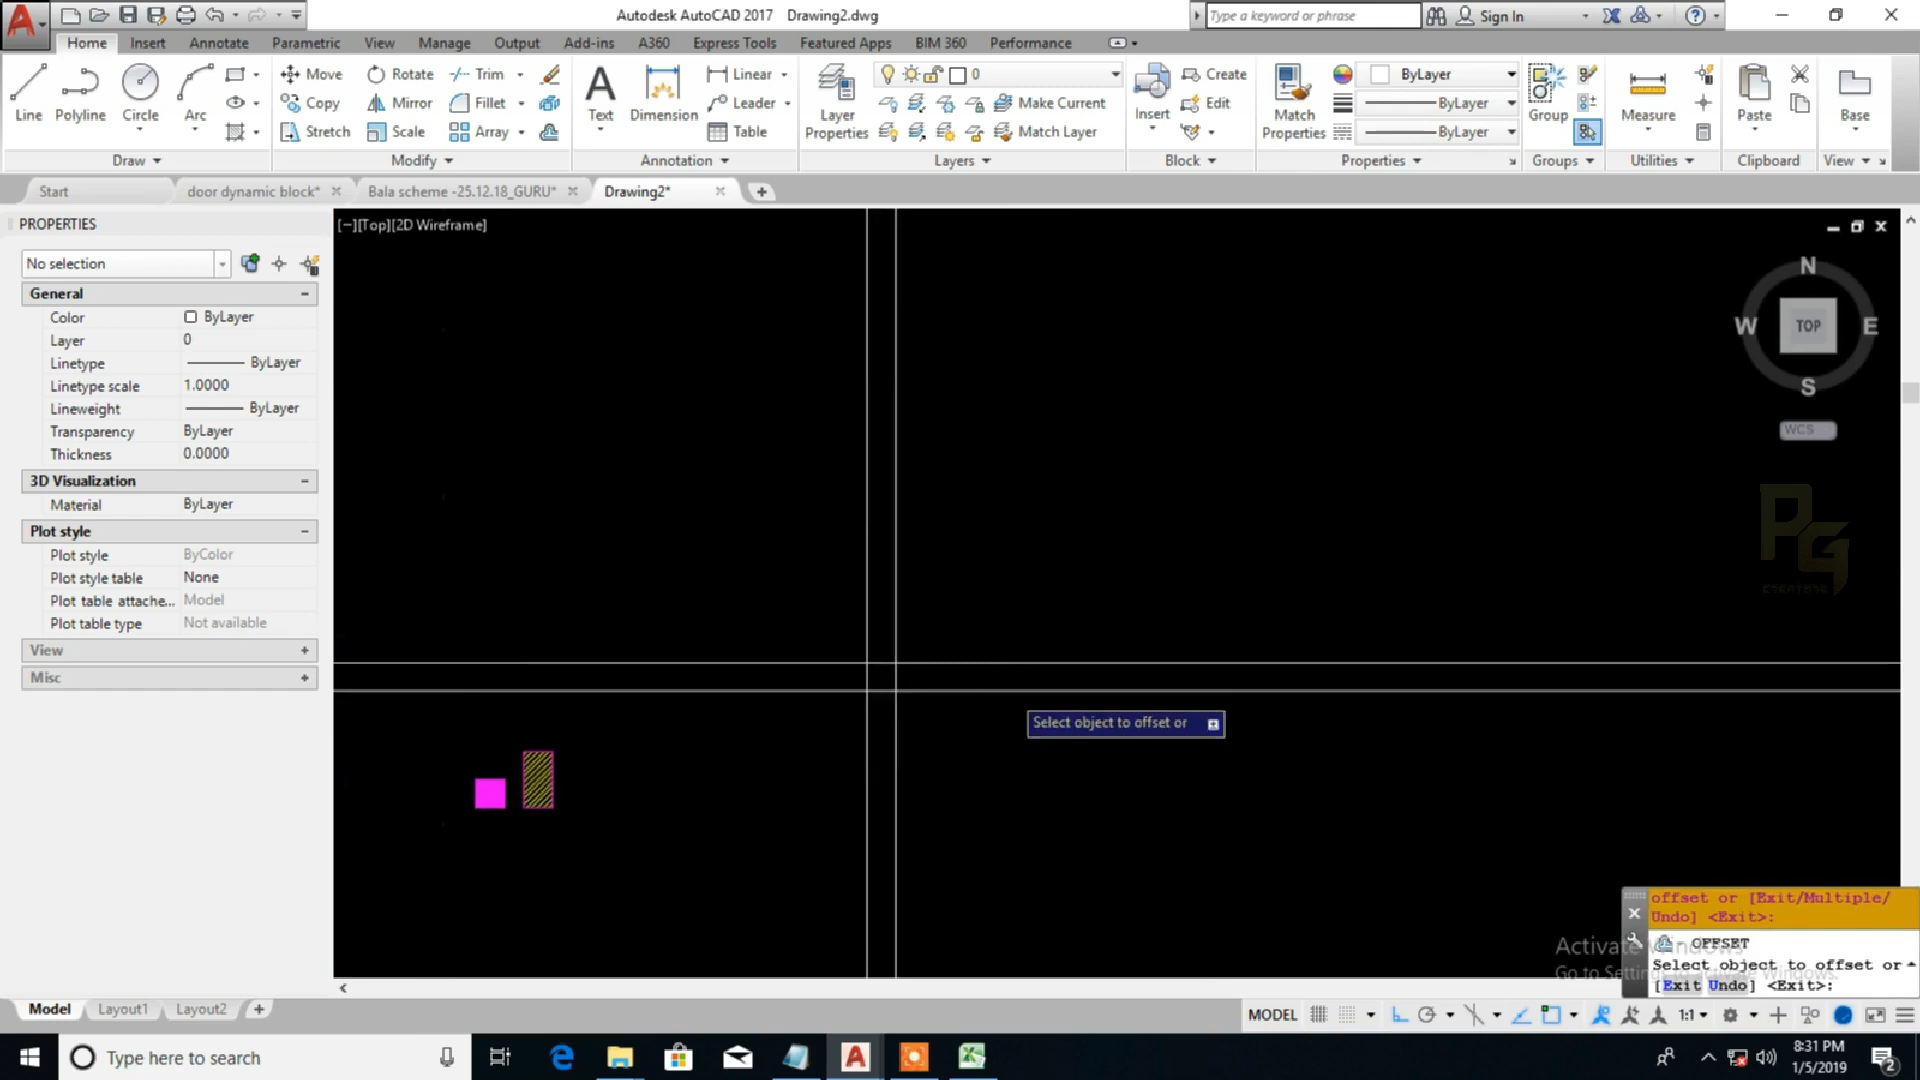 Autodesk AutoCAD 2017 Drawing2.dwg
Type a keyword or phrase
Sign In
Home Insert Annotate Parametric View Manage Output Add-ins A360 Express Tools Featured Apps BIM 360 Performance
Line Polyline Circle Arc
Move Rotate Trim
Copy Mirror Fillet
Stretch Scale Array
Text Dimension
Linear
Leader
Table
Layer Properties
0
Make Current
Match Layer
Insert
Create
Edit
Match Properties
ByLayer
ByLayer
ByLayer
Group
Measure
Paste
Base
Draw Modify Annotation Layers Block Properties Groups Utilities Clipboard View
Start door dynamic block* Bala scheme -25.12.18_GURU* Drawing2*
PROPERTIES
[−][Top][2D Wireframe]
No selection
General
Color ByLayer
Layer 0
Linetype ByLayer
Linetype scale 1.0000
Lineweight ByLayer
Transparency ByLayer
Thickness 0.0000
3D Visualization
Material ByLayer
Plot style
Plot style ByColor
Plot style table None
Plot table attache... Model
Plot table type Not available
View
Misc
N
W TOP E
S
WCS
PG
Select object to offset or
offset or [Exit/Multiple/
Undo] <Exit>:
OFFSET
Select object to offset or
[Exit Undo] <Exit>:
Activate Windows
Go to Settings to activate Windows.
Model Layout1 Layout2
MODEL 1:1
Type here to search
8:31 PM
1/5/2019
2